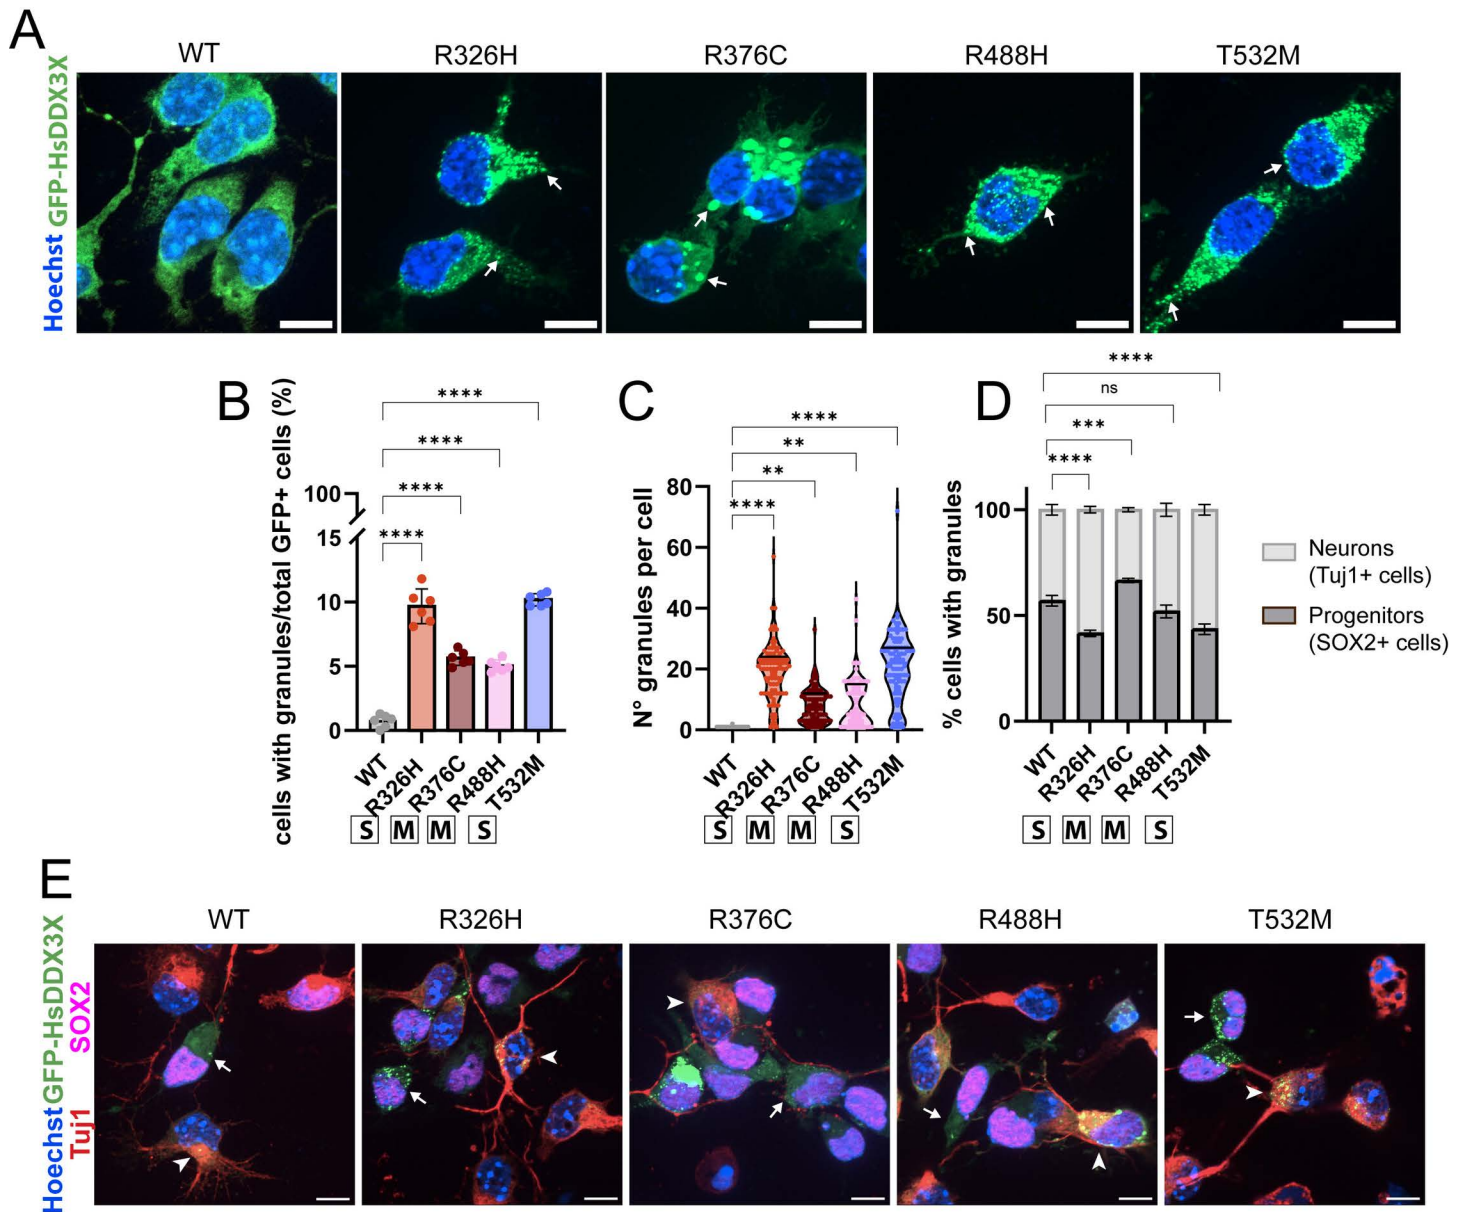 A
WT
R326H
R376C
R488H
T532M
Hoechst GFP-HsDDX3X
B
cells with granules/total GFP+ cells (%)
****
****
****
****
100
15
10
5
0
WT
R326H
R376C
R488H
T532M
S
M
M
S
C
N° granules per cell
****
**
**
****
80
60
40
20
0
WT
R326H
R376C
R488H
T532M
S
M
M
S
D
% cells with granules
****
ns
***
****
100
50
0
WT
R326H
R376C
R488H
T532M
S
M
M
S
Neurons
(Tuj1+ cells)
Progenitors
(SOX2+ cells)
E
WT
R326H
R376C
R488H
T532M
Hoechst GFP-HsDDX3X
Tuj1 SOX2